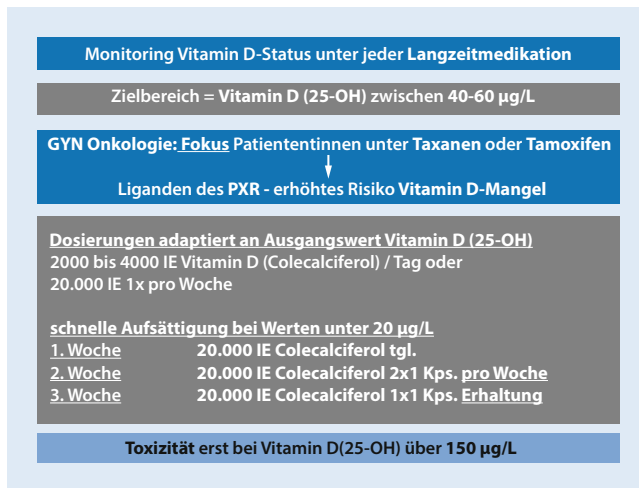 Monitoring Vitamin D-Status unter jeder Langzeitmedikation
Zielbereich = Vitamin D (25-OH) zwischen 40-60 µg/L
GYN Onkologie: Fokus Patiententinnen unter Taxanen oder Tamoxifen
Liganden des PXR - erhöhtes Risiko Vitamin D-Mangel
Dosierungen adaptiert an Ausgangswert Vitamin D (25-OH)
2000 bis 4000 IE Vitamin D (Colecalciferol) / Tag oder
20.000 IE 1x pro Woche
schnelle Aufsättigung bei Werten unter 20 µg/L
1. Woche 20.000 IE Colecalciferol tgl.
2. Woche 20.000 IE Colecalciferol 2x1 Kps. pro Woche
3. Woche 20.000 IE Colecalciferol 1x1 Kps. Erhaltung
Toxizität erst bei Vitamin D(25-OH) über 150 µg/L